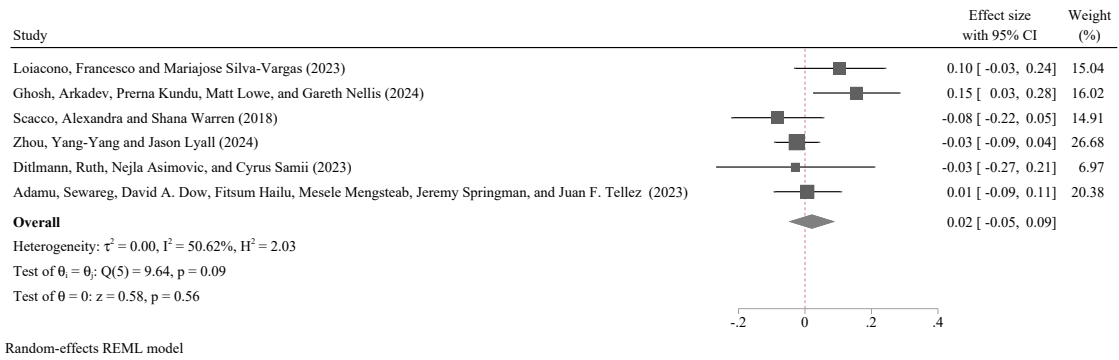 Effect size Weight
Study with 95% CI (%)
Loiacono, Francesco and Mariajose Silva-Vargas (2023) 0.10 [ -0.03, 0.24] 15.04
Ghosh, Arkadev, Prerna Kundu, Matt Lowe, and Gareth Nellis (2024) 0.15 [ 0.03, 0.28] 16.02
Scacco, Alexandra and Shana Warren (2018) -0.08 [ -0.22, 0.05] 14.91
Zhou, Yang-Yang and Jason Lyall (2024) -0.03 [ -0.09, 0.04] 26.68
Ditlmann, Ruth, Nejla Asimovic, and Cyrus Samii (2023) -0.03 [ -0.27, 0.21] 6.97
Adamu, Sewareg, David A. Dow, Fitsum Hailu, Mesele Mengsteab, Jeremy Springman, and Juan F. Tellez (2023) 0.01 [ -0.09, 0.11] 20.38
Overall 0.02 [ -0.05, 0.09]
Heterogeneity: τ² = 0.00, I² = 50.62%, H² = 2.03
Test of θᵢ = θⱼ: Q(5) = 9.64, p = 0.09
Test of θ = 0: z = 0.58, p = 0.56
-.2 0 .2 .4
Random-effects REML model